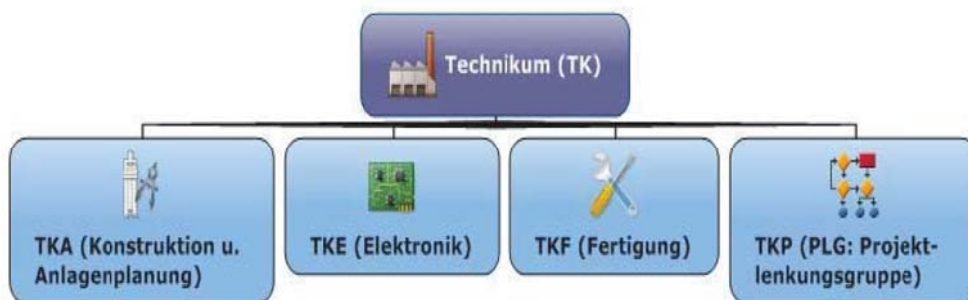 Technikum (TK)
TKA (Konstruktion u.
Anlagenplanung)
TKE (Elektronik)
TKF (Fertigung)
TKP (PLG: Projekt-
lenkungsgruppe)